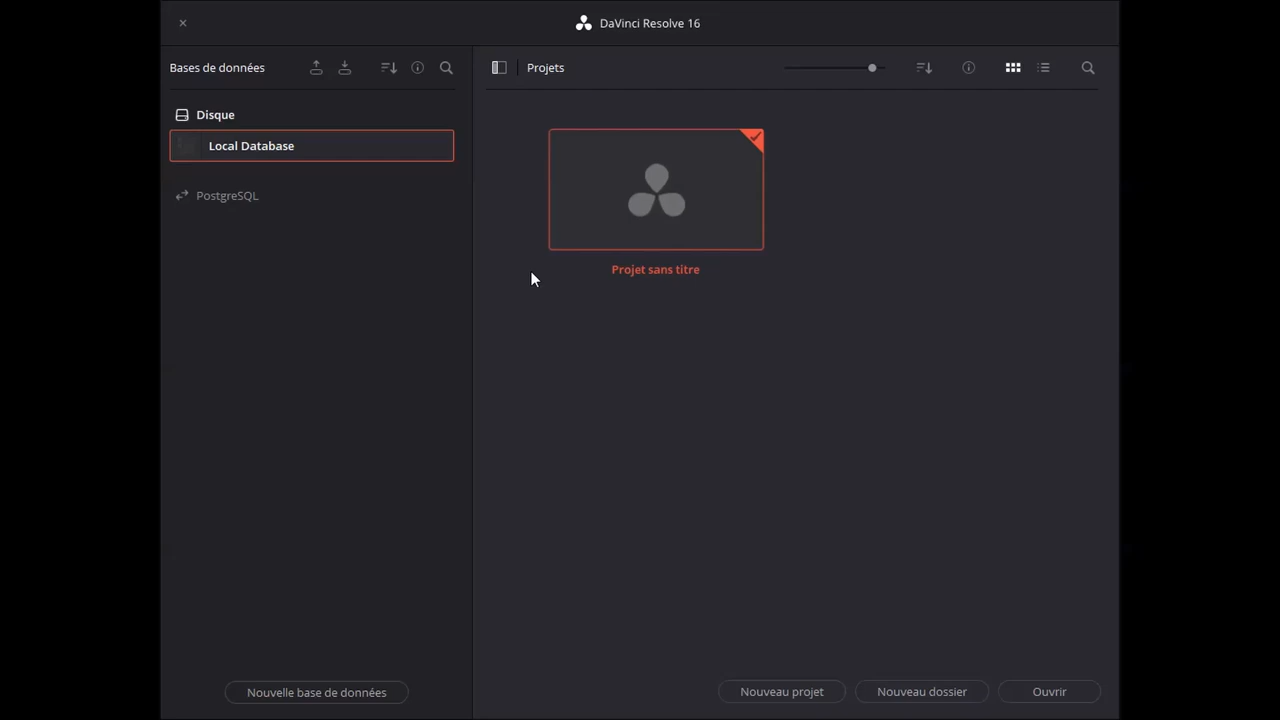 DaVinci Resolve 16
Bases de données
Projets
Disque
Local Database
PostgreSQL
Projet sans titre
Nouvelle base de données
Nouveau projet
Nouveau dossier
Ouvrir